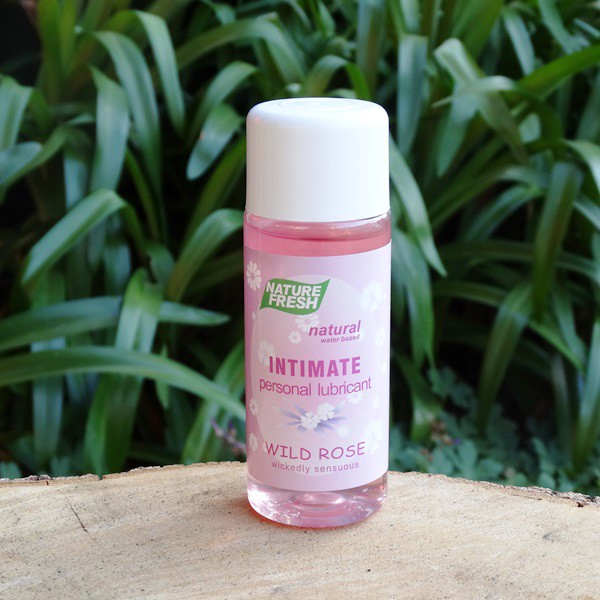 NATURE
FRESH
natural
water based
INTIMATE
personal lubricant
WILD ROSE
wickedly sensuous